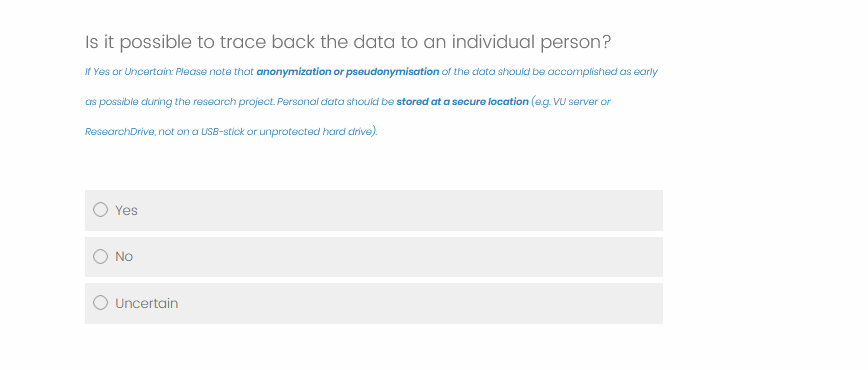 Is it possible to trace back the data to an individual person?
If Yes or Uncertain: Please note that anonymization or pseudonymisation of the data should be accomplished as early
as possible during the research project. Personal data should be stored at a secure location (e.g. VU server or
ResearchDrive, not on a USB-stick or unprotected hard drive).
Yes
No
Uncertain